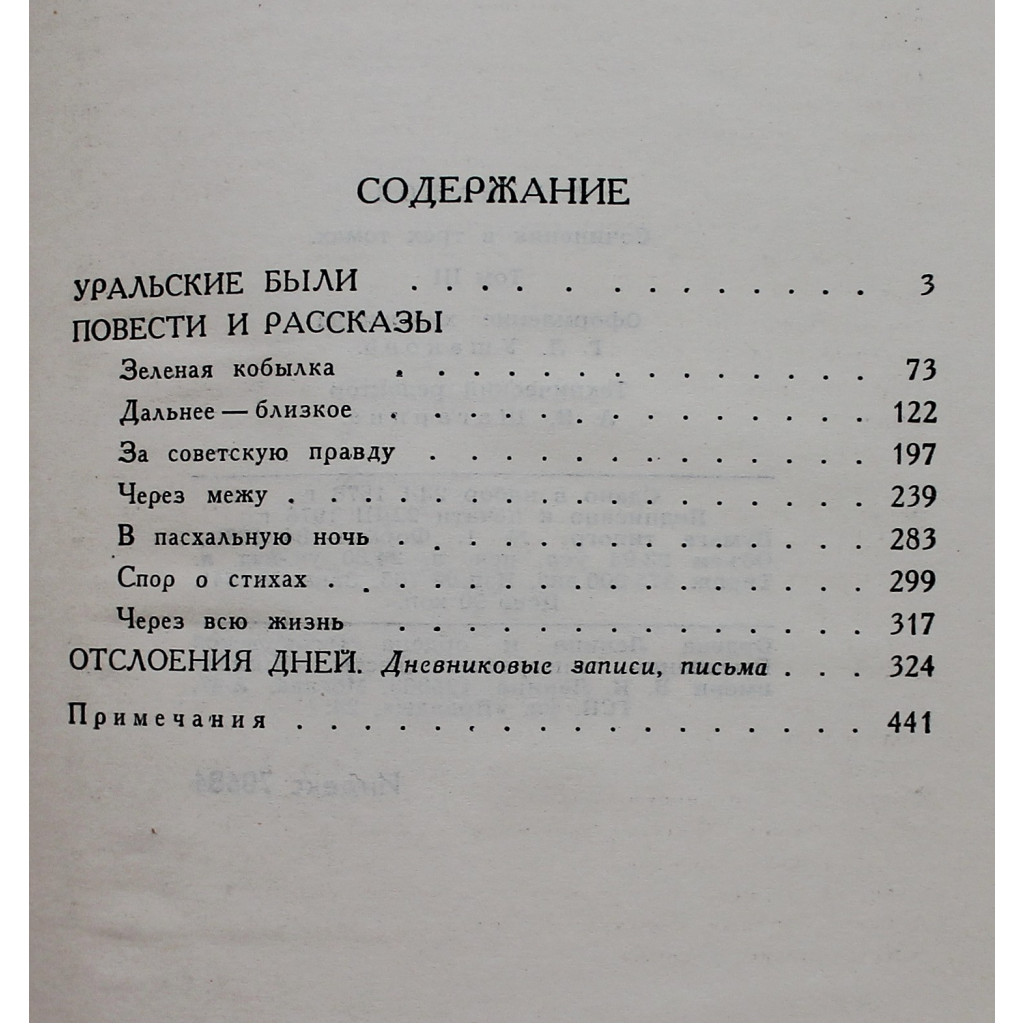 СОДЕРЖАНИЕ
УРАЛЬСКИЕ БЫЛИ . . . . . . . . . . . . . 3
ПОВЕСТИ И РАССКАЗЫ
Зеленая кобылка . . . . . . . . . . . . . 73
Дальнее — близкое . . . . . . . . . . . . . 122
За советскую правду . . . . . . . . . . . . 197
Через межу . . . . . . . . . . . . . . . 239
В пасхальную ночь . . . . . . . . . . . . . 283
Спор о стихах . . . . . . . . . . . . . . 299
Через всю жизнь . . . . . . . . . . . . . 317
ОТСЛОЕНИЯ ДНЕЙ. Дневниковые записи, письма . . . 324
Примечания . . . . . . . . . . . . . . . . 441